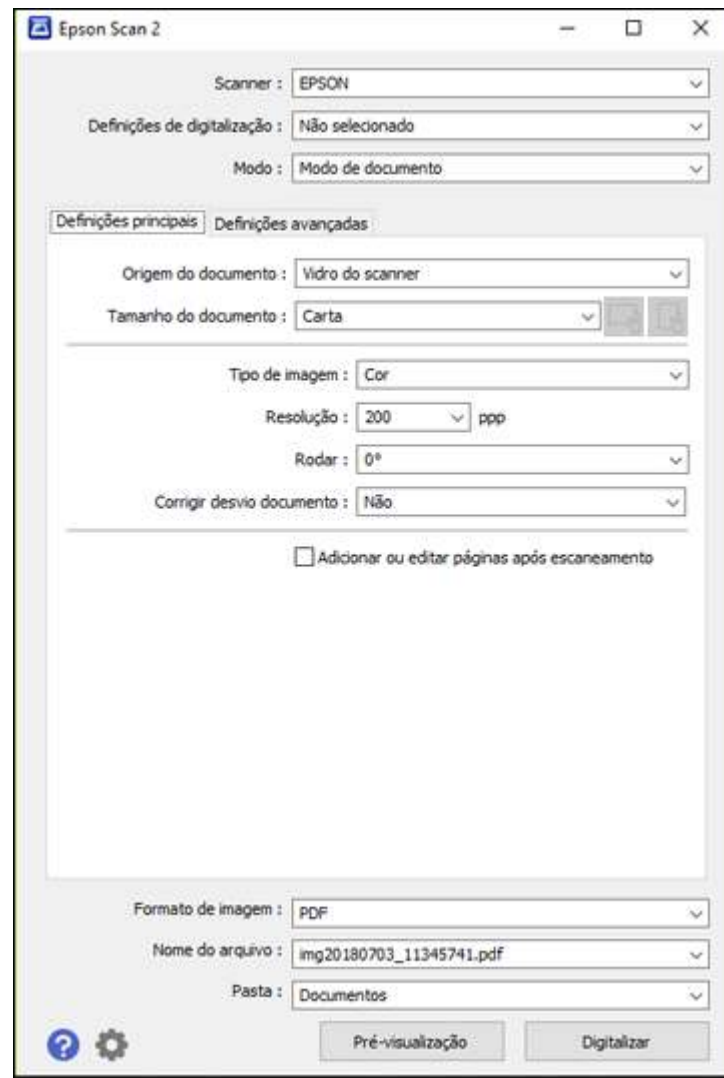 Epson Scan 2
Scanner : EPSON
Definições de digitalização : Não selecionado
Modo : Modo de documento
Definições principais Definições avançadas
Origem do documento : Vidro do scanner
Tamanho do documento : Carta
Tipo de imagem : Cor
Resolução : 200 ppp
Rodar : 0°
Corrigir desvio documento : Não
Adicionar ou editar páginas após escaneamento
Formato de imagem : PDF
Nome do arquivo : img20180703_11345741.pdf
Pasta : Documentos
? Pré-visualização Digitalizar